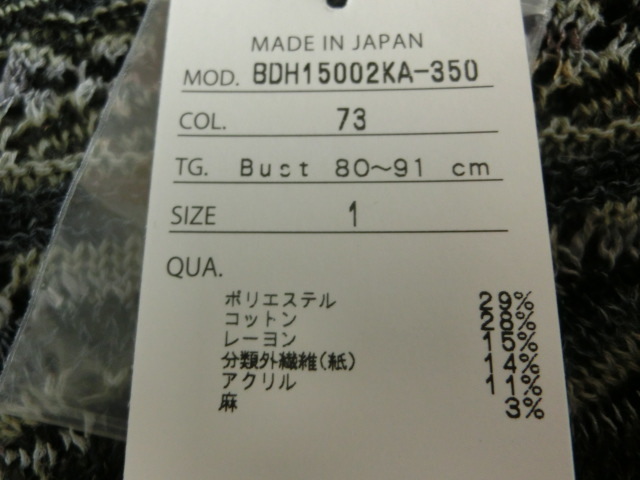 MADE IN JAPAN
MOD. BDH15002KA-350
COL. 73
TG. Bust 80~91 cm
SIZE 1
QUA.
ポリエステル 29%
コットン 28%
レーヨン 15%
分類外繊維(紙) 14%
アクリル 11%
麻 3%